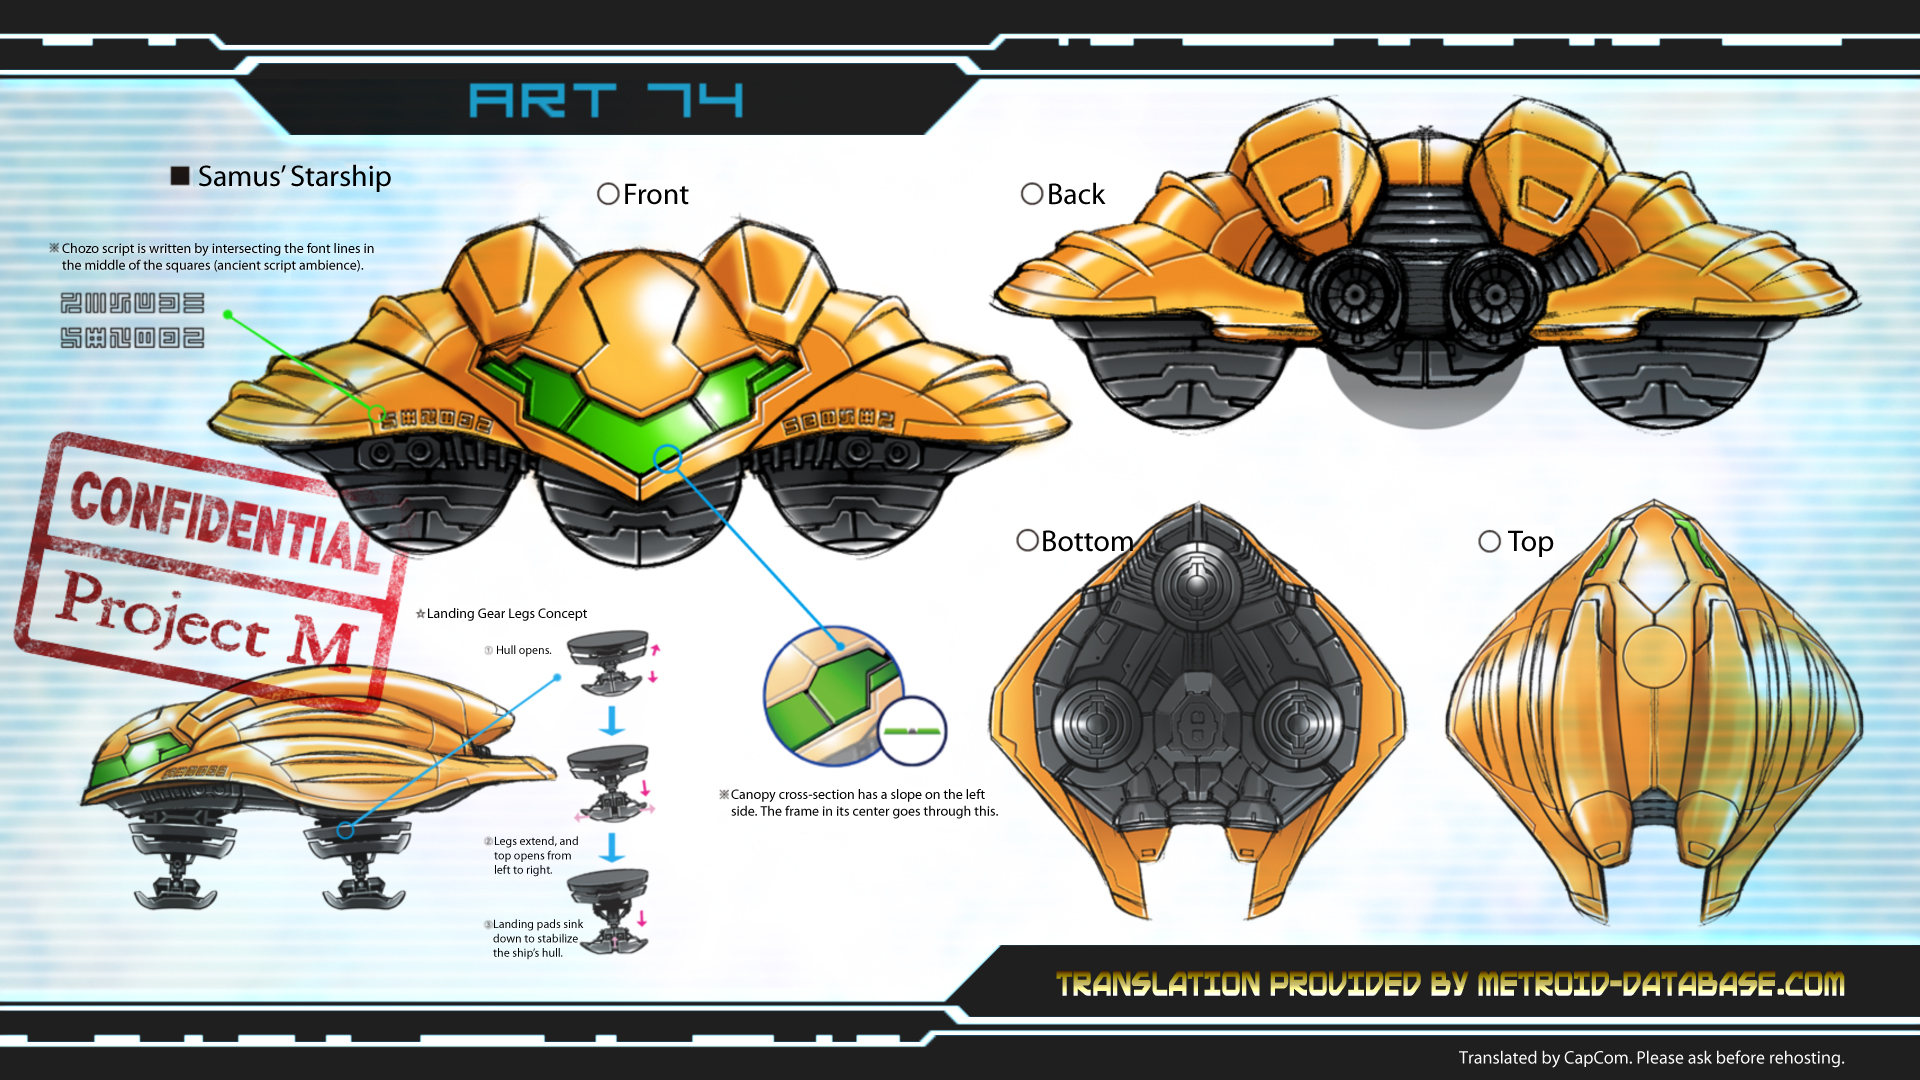 ART 74
■ Samus' Starship
○Front
○Back
※Chozo script is written by intersecting the font lines in
the middle of the squares (ancient script ambience).
CONFIDENTIAL
Project M
○Bottom
○ Top
☆Landing Gear Legs Concept
① Hull opens.
②Legs extend, and
top opens from
left to right.
③Landing pads sink
down to stabilize
the ship's hull.
※Canopy cross-section has a slope on the left
side. The frame in its center goes through this.
TRANSLATION PROVIDED BY METROID-DATABASE.COM
Translated by CapCom. Please ask before rehosting.